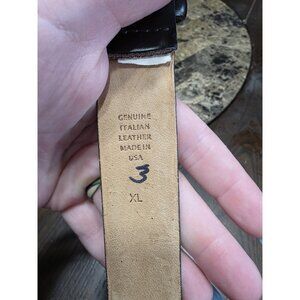 GENUINE
ITALIAN
LEATHER
MADE IN
USA
3
XL